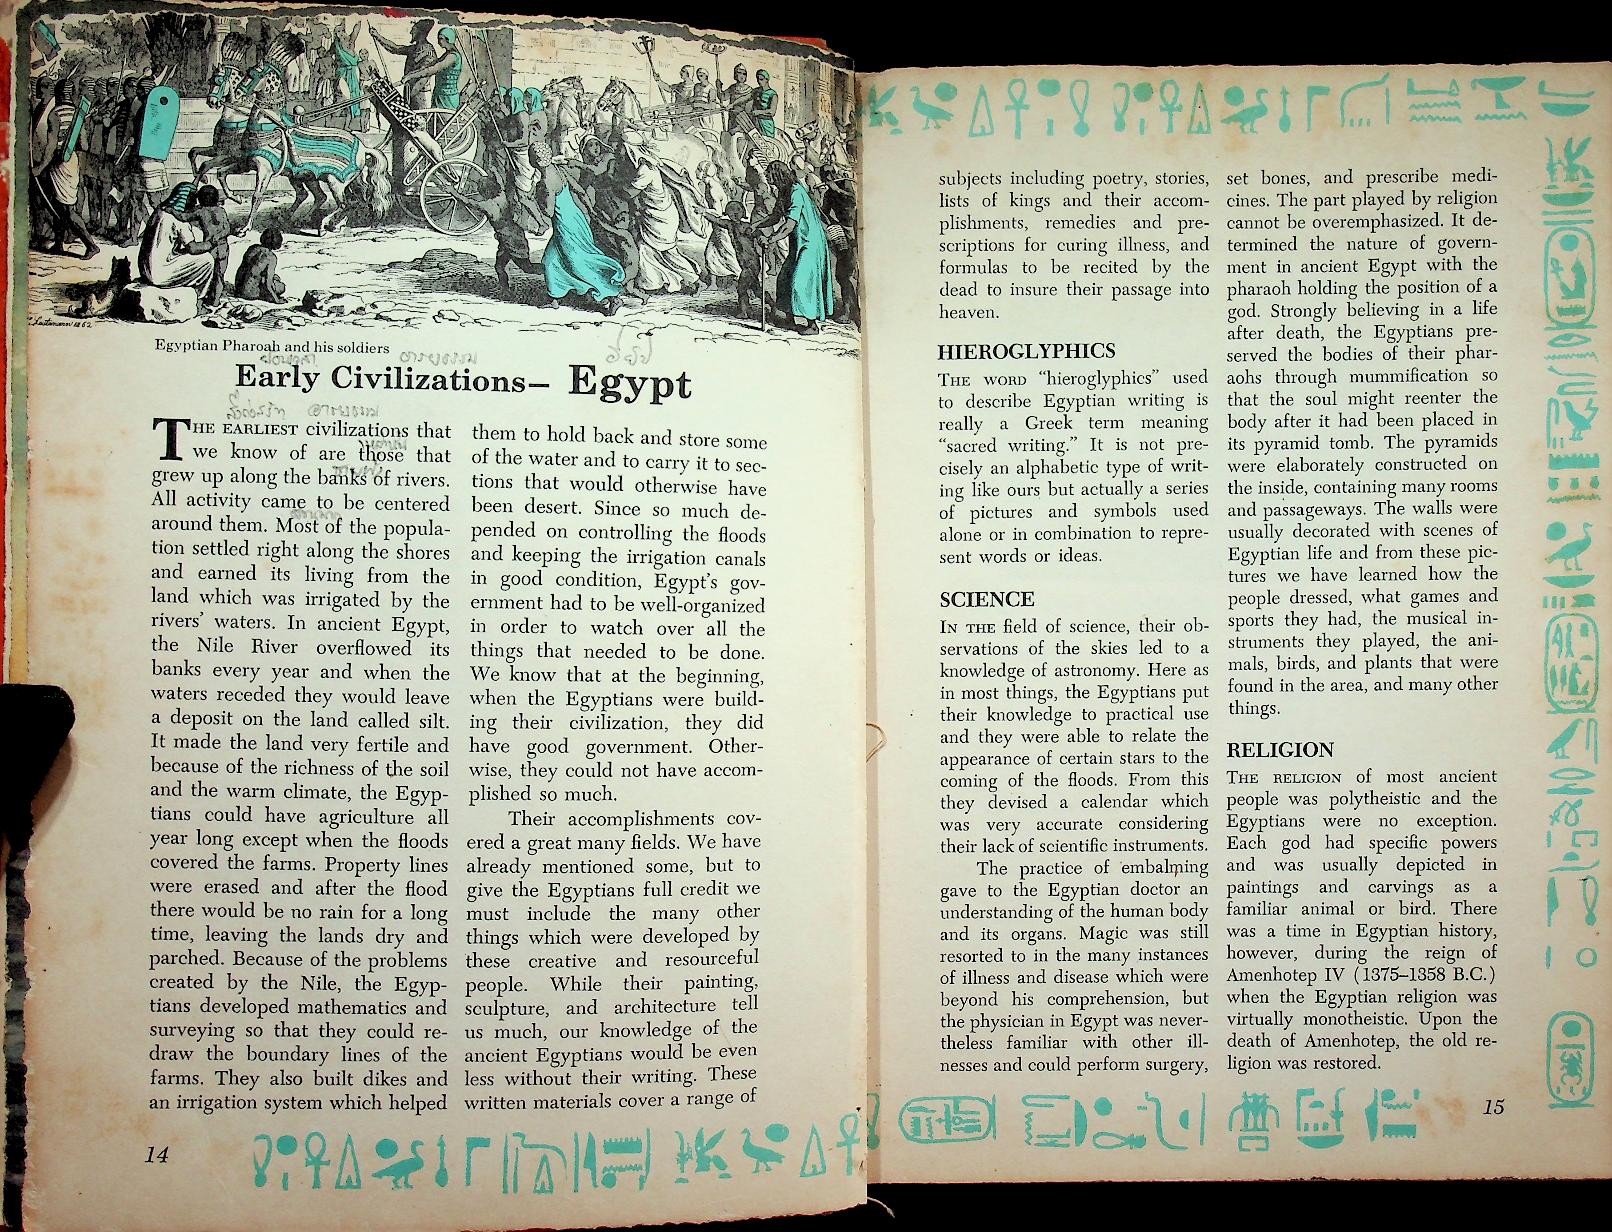 Leutemann 1862
Egyptian Pharoah and his soldiers
Early Civilizations— Egypt
THE EARLIEST civilizations that
we know of are those that
grew up along the banks of rivers.
All activity came to be centered
around them. Most of the popula-
tion settled right along the shores
and earned its living from the
land which was irrigated by the
rivers' waters. In ancient Egypt,
the Nile River overflowed its
banks every year and when the
waters receded they would leave
a deposit on the land called silt.
It made the land very fertile and
because of the richness of the soil
and the warm climate, the Egyp-
tians could have agriculture all
year long except when the floods
covered the farms. Property lines
were erased and after the flood
there would be no rain for a long
time, leaving the lands dry and
parched. Because of the problems
created by the Nile, the Egyp-
tians developed mathematics and
surveying so that they could re-
draw the boundary lines of the
farms. They also built dikes and
an irrigation system which helped
them to hold back and store some
of the water and to carry it to sec-
tions that would otherwise have
been desert. Since so much de-
pended on controlling the floods
and keeping the irrigation canals
in good condition, Egypt's gov-
ernment had to be well-organized
in order to watch over all the
things that needed to be done.
We know that at the beginning,
when the Egyptians were build-
ing their civilization, they did
have good government. Other-
wise, they could not have accom-
plished so much.
Their accomplishments cov-
ered a great many fields. We have
already mentioned some, but to
give the Egyptians full credit we
must include the many other
things which were developed by
these creative and resourceful
people. While their painting,
sculpture, and architecture tell
us much, our knowledge of the
ancient Egyptians would be even
less without their writing. These
written materials cover a range of
14
subjects including poetry, stories,
lists of kings and their accom-
plishments, remedies and pre-
scriptions for curing illness, and
formulas to be recited by the
dead to insure their passage into
heaven.
HIEROGLYPHICS
THE WORD "hieroglyphics" used
to describe Egyptian writing is
really a Greek term meaning
"sacred writing." It is not pre-
cisely an alphabetic type of writ-
ing like ours but actually a series
of pictures and symbols used
alone or in combination to repre-
sent words or ideas.
SCIENCE
IN THE field of science, their ob-
servations of the skies led to a
knowledge of astronomy. Here as
in most things, the Egyptians put
their knowledge to practical use
and they were able to relate the
appearance of certain stars to the
coming of the floods. From this
they devised a calendar which
was very accurate considering
their lack of scientific instruments.
The practice of embalming
gave to the Egyptian doctor an
understanding of the human body
and its organs. Magic was still
resorted to in the many instances
of illness and disease which were
beyond his comprehension, but
the physician in Egypt was never-
theless familiar with other ill-
nesses and could perform surgery,
set bones, and prescribe medi-
cines. The part played by religion
cannot be overemphasized. It de-
termined the nature of govern-
ment in ancient Egypt with the
pharaoh holding the position of a
god. Strongly believing in a life
after death, the Egyptians pre-
served the bodies of their phar-
aohs through mummification so
that the soul might reenter the
body after it had been placed in
its pyramid tomb. The pyramids
were elaborately constructed on
the inside, containing many rooms
and passageways. The walls were
usually decorated with scenes of
Egyptian life and from these pic-
tures we have learned how the
people dressed, what games and
sports they had, the musical in-
struments they played, the ani-
mals, birds, and plants that were
found in the area, and many other
things.
RELIGION
THE RELIGION of most ancient
people was polytheistic and the
Egyptians were no exception.
Each god had specific powers
and was usually depicted in
paintings and carvings as a
familiar animal or bird. There
was a time in Egyptian history,
however, during the reign of
Amenhotep IV (1375–1358 B.C.)
when the Egyptian religion was
virtually monotheistic. Upon the
death of Amenhotep, the old re-
ligion was restored.
15